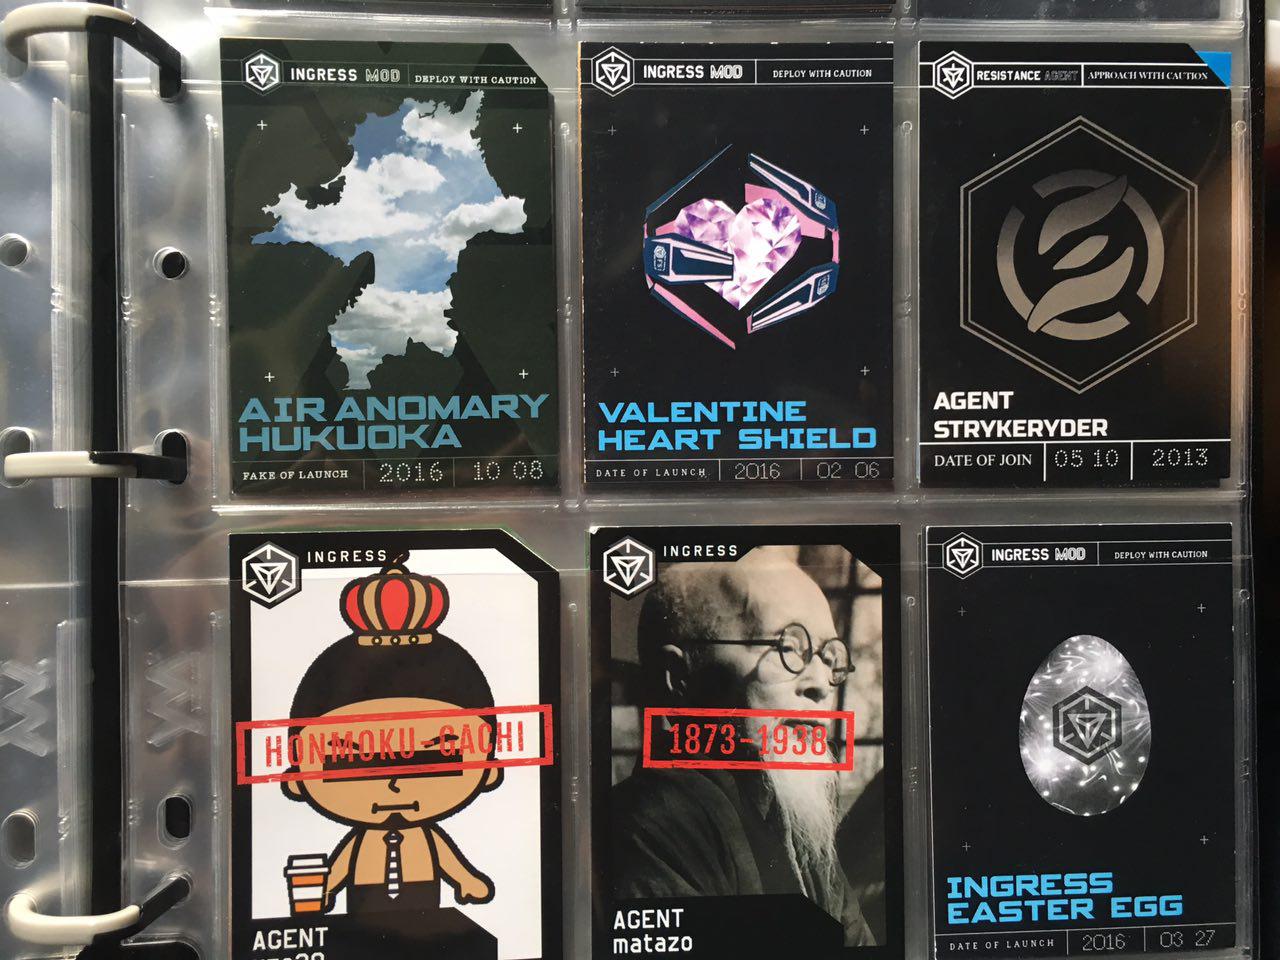 INGRESS MOD
DEPLOY WITH CAUTION
AIR ANOMARY
HUKUOKA
FAKE OF LAUNCH
2016
10 08
INGRESS MOD
DEPLOY WITH CAUTION
VALENTINE
HEART SHIELD
DATE OF LAUNCH
2016
02 06
RESISTANCE AGENT
APPROACH WITH CAUTION
AGENT
STRYKERYDER
DATE OF JOIN
05 10
2013
INGRESS
HONMOKU-GACHI
AGENT
INGRESS
1873-1938
AGENT
matazo
INGRESS MOD
DEPLOY WITH CAUTION
INGRESS
EASTER EGG
DATE OF LAUNCH
2016
03 27